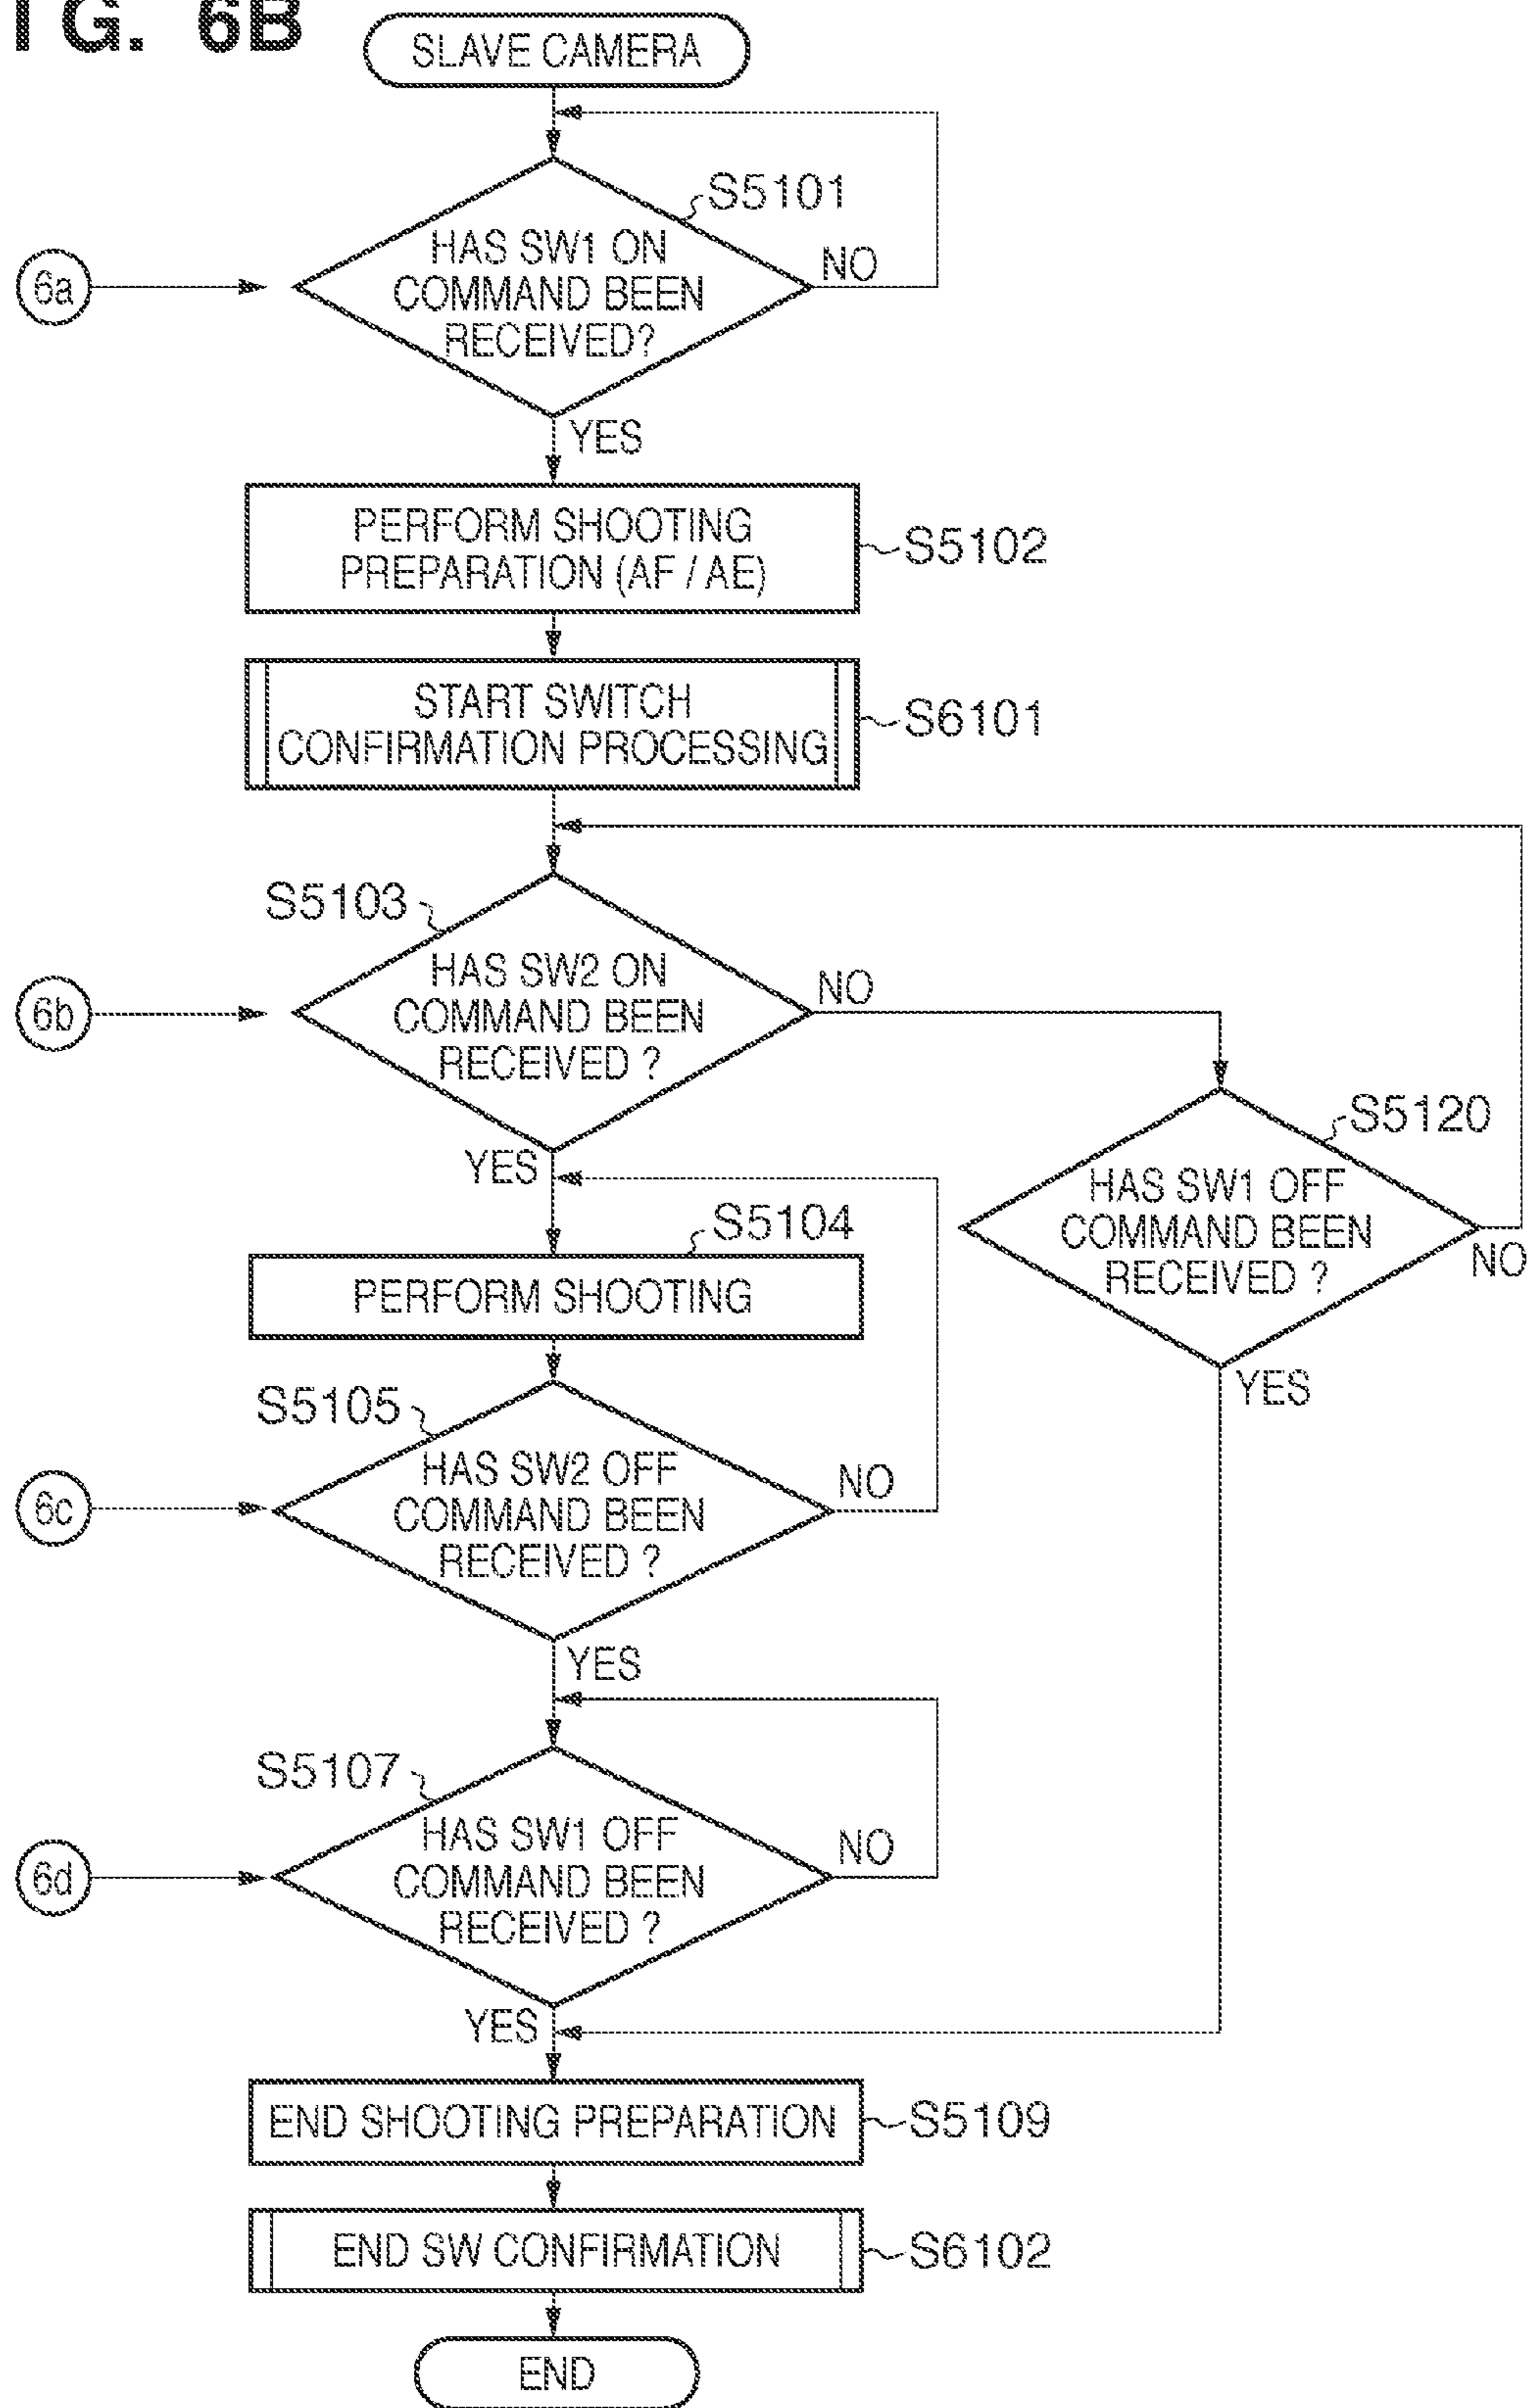 FIG. 6B
SLAVE CAMERA
S5101
HAS SW1 ON
COMMAND BEEN
RECEIVED?
NO
6a
YES
PERFORM SHOOTING
PREPARATION (AF / AE)
S5102
START SWITCH
CONFIRMATION PROCESSING
S6101
S5103
HAS SW2 ON
COMMAND BEEN
RECEIVED ?
NO
6b
YES
S5120
HAS SW1 OFF
COMMAND BEEN
RECEIVED ?
NO
YES
S5104
PERFORM SHOOTING
S5105
HAS SW2 OFF
COMMAND BEEN
RECEIVED ?
NO
6c
YES
S5107
HAS SW1 OFF
COMMAND BEEN
RECEIVED ?
NO
6d
YES
END SHOOTING PREPARATION
S5109
END SW CONFIRMATION
S6102
END